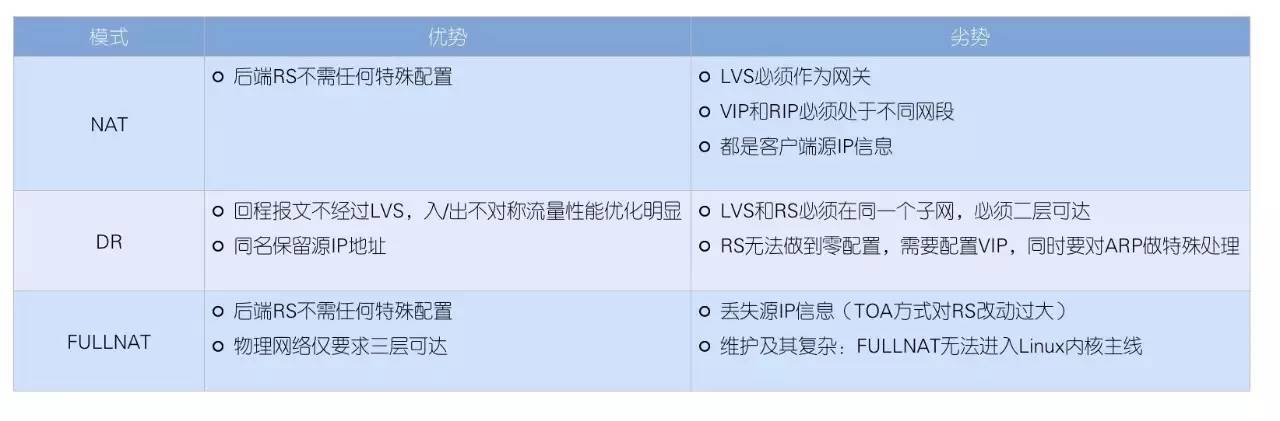 模式 优势 劣势
NAT
后端RS不需任何特殊配置
LVS必须作为网关
VIP和RIP必须处于不同网段
都是客户端源IP信息
DR
回程报文不经过LVS，入/出不对称流量性能优化明显
同名保留源IP地址
LVS和RS必须在同一个子网，必须二层可达
RS无法做到零配置，需要配置VIP，同时要对ARP做特殊处理
FULLNAT
后端RS不需任何特殊配置
物理网络仅要求三层可达
丢失源IP信息（TOA方式对RS改动过大）
维护及其复杂：FULLNAT无法进入Linux内核主线